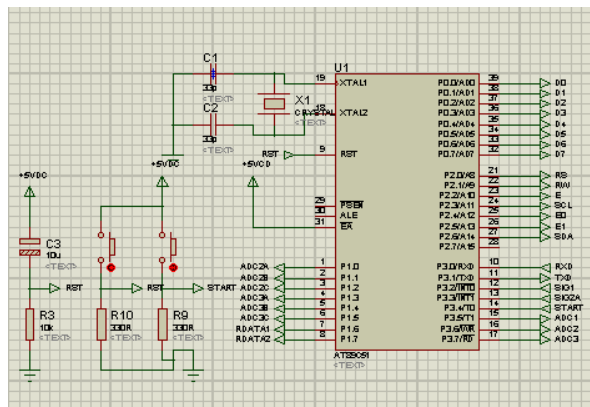 C1
33p
<TEXT>
C2
33p
<TEXT>
X1
CRYSTAL
<TEXT>
U1
19 XTAL1
18 XTAL2
RST 9 RST
29 PSEN
30 ALE
31 EA
ADC2A 1 P1.0
ADC2B 2 P1.1
ADC2C 3 P1.2
ADC3A 4 P1.3
ADC3B 5 P1.4
ADC3C 6 P1.5
RDATA1 7 P1.6
RDATA2 8 P1.7
P0.0/AD0 39 D0
P0.1/AD1 38 D1
P0.2/AD2 37 D2
P0.3/AD3 36 D3
P0.4/AD4 35 D4
P0.5/AD5 34 D5
P0.6/AD6 33 D6
P0.7/AD7 32 D7
P2.0/A8 21 RS
P2.1/A9 22 RW
P2.2/A10 23 E
P2.3/A11 24 SCL
P2.4/A12 25 E0
P2.5/A13 26 E1
P2.6/A14 27 SDA
P2.7/A15 28
P3.0/RXD 10 RXD
P3.1/TXD 11 TXD
P3.2/INT0 12 SIG1
P3.3/INT1 13 SIG2A
P3.4/T0 14 START
P3.5/T1 15 ADC1
P3.6/WR 16 ADC2
P3.7/RD 17 ADC3
AT89C51
<TEXT>
+5VDC
+5VDC
+5VCD
C3
10u
<TEXT>
RST
RST
START
R3
10k
<TEXT>
R10
330R
<TEXT>
R9
330R
<TEXT>